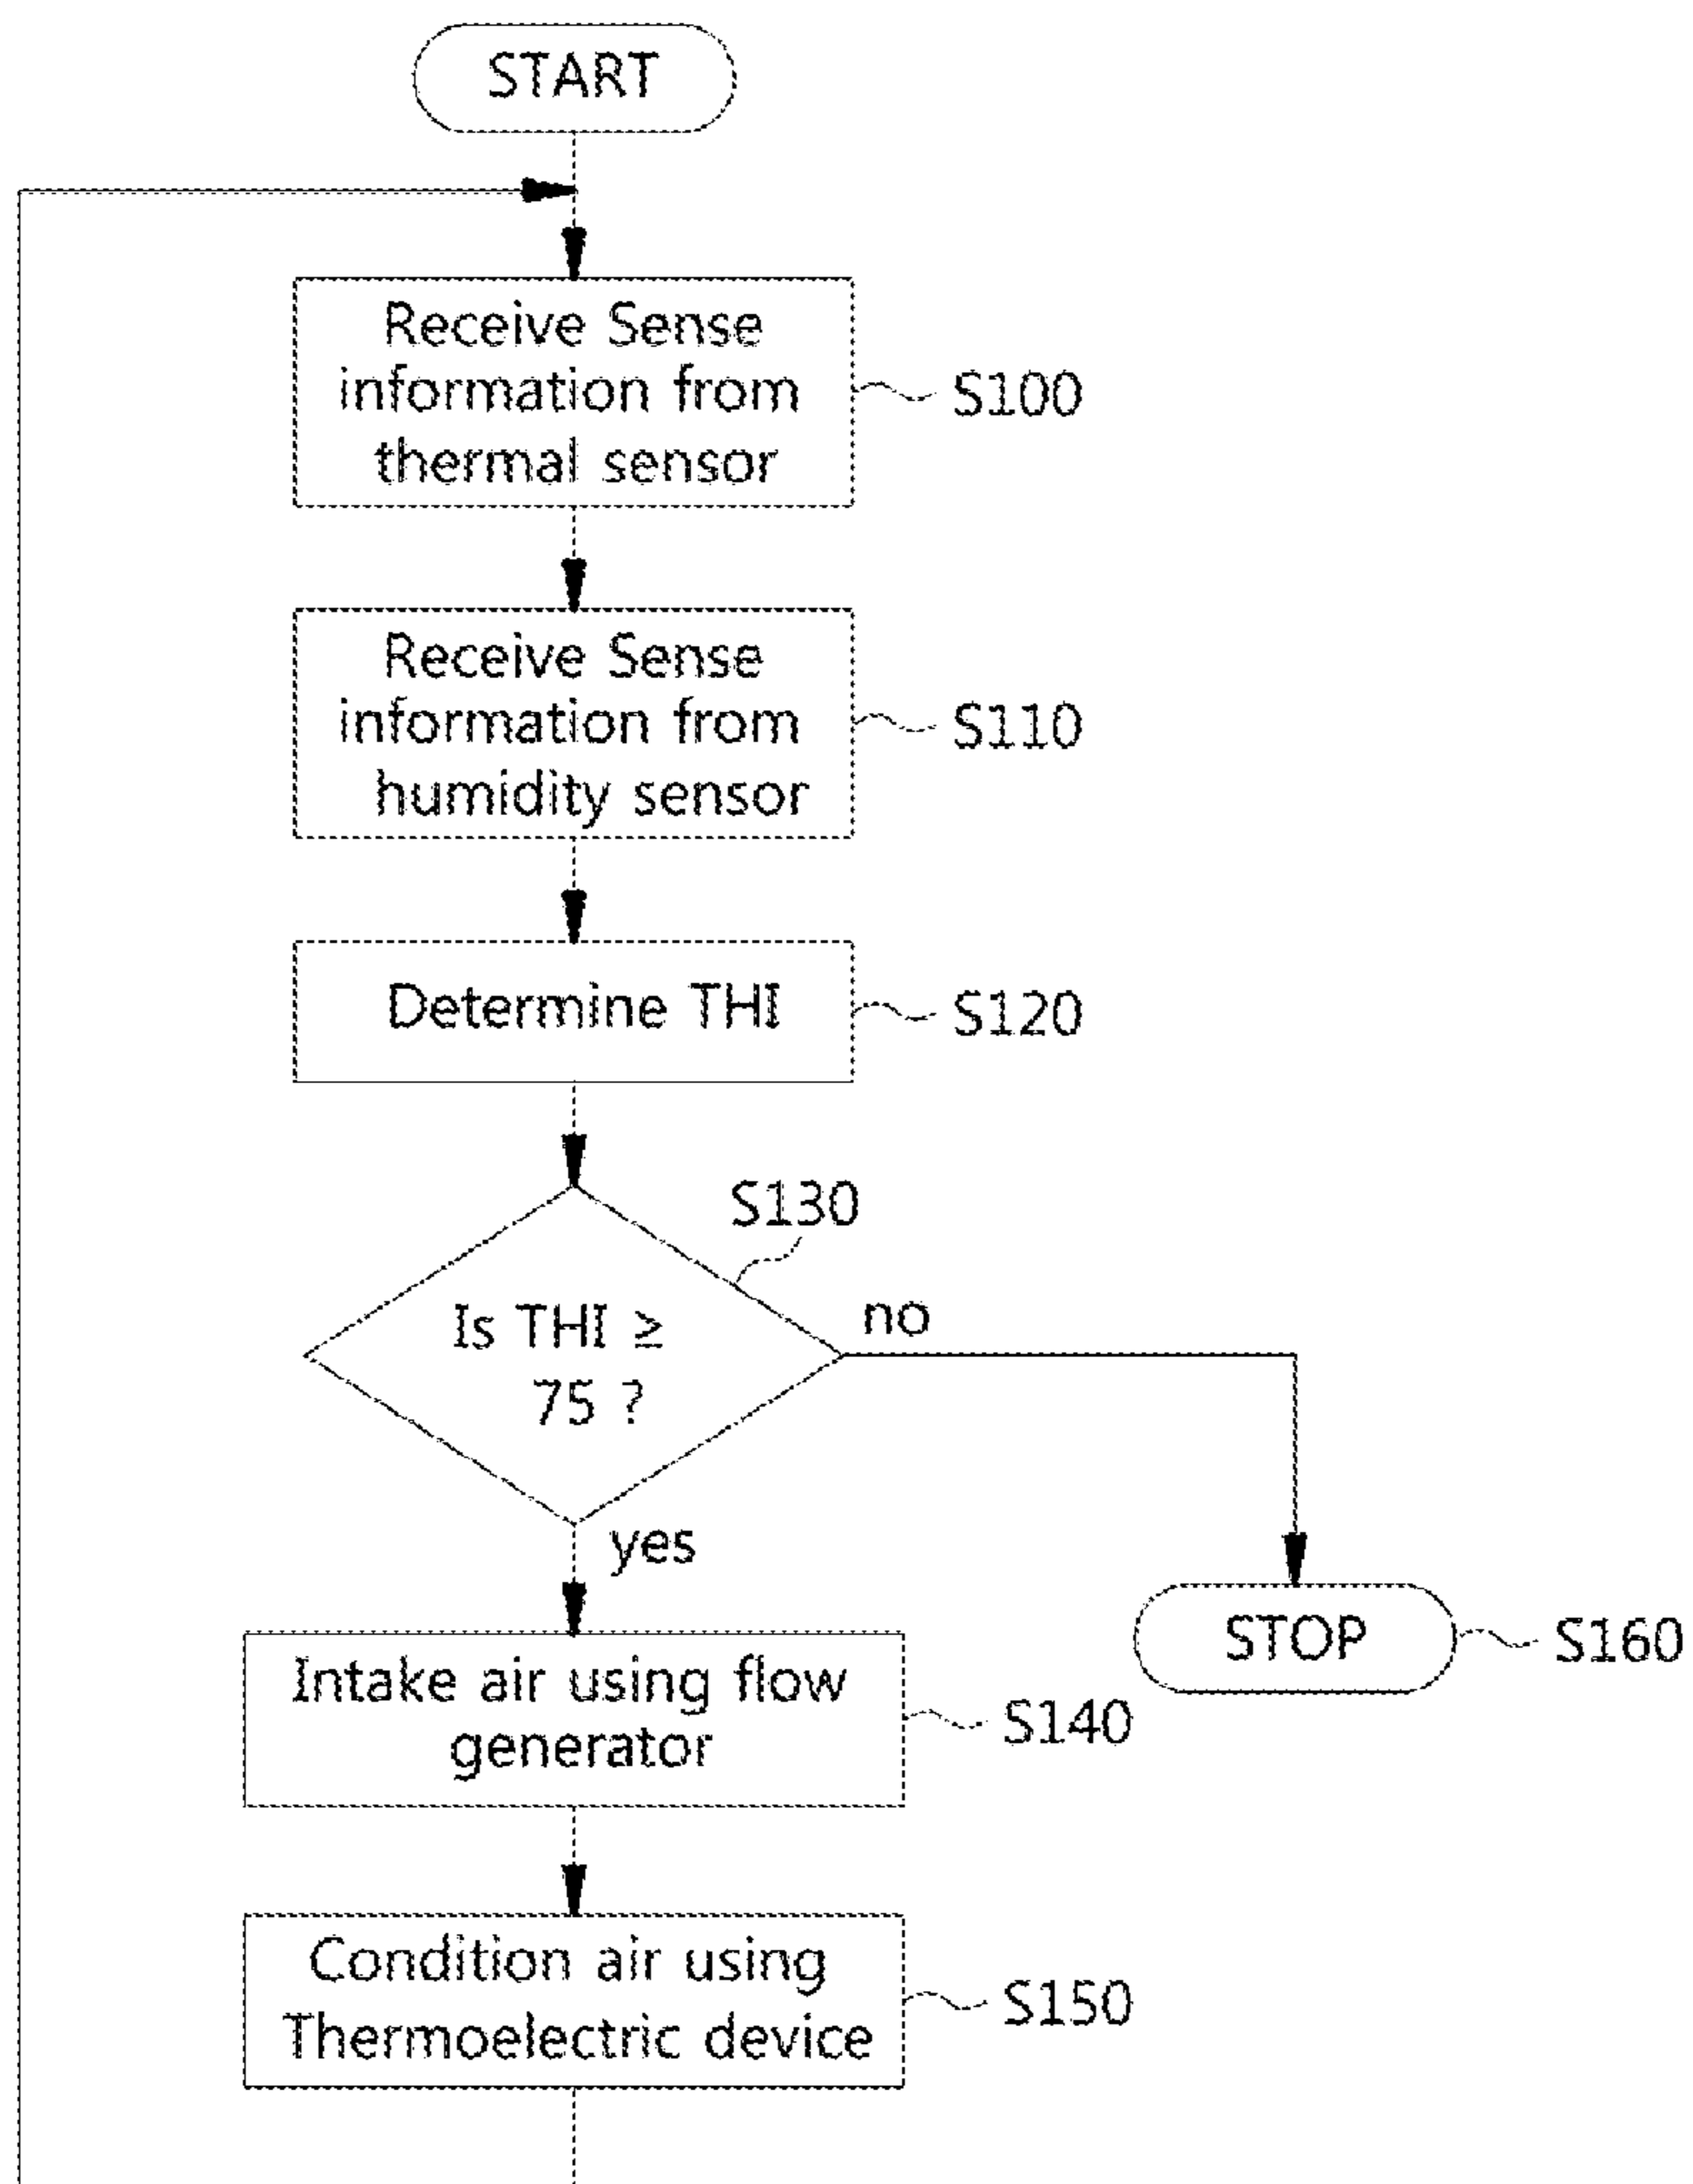 START
Receive Sense
information from
thermal sensor
S100
Receive Sense
information from
humidity sensor
S110
Determine THI
S120
S130
Is THI ≥
75 ?
no
yes
STOP
S160
Intake air using flow
generator
S140
Condition air using
Thermoelectric device
S150